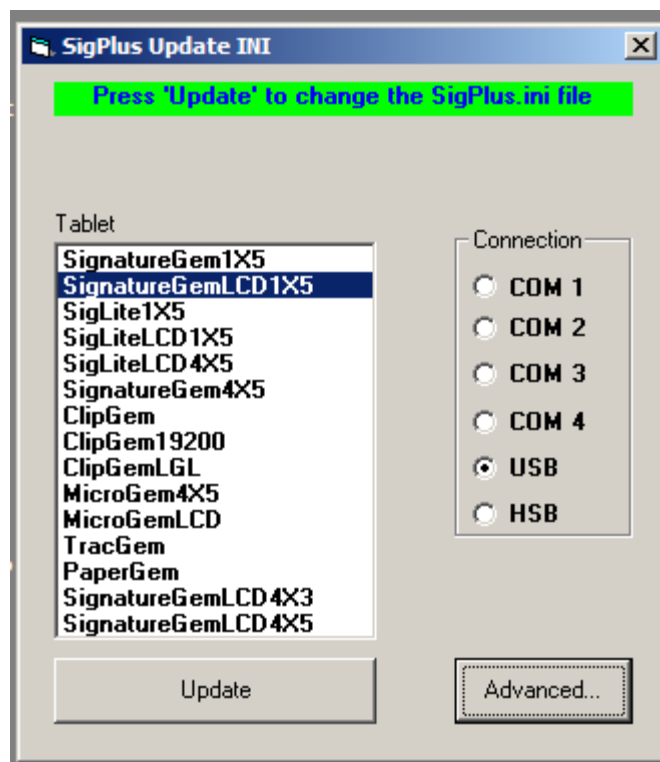 SigPlus Update INI
Press 'Update' to change the SigPlus.ini file
Tablet
SignatureGem1X5
SignatureGemLCD1X5
SigLite1X5
SigLiteLCD1X5
SigLiteLCD4X5
SignatureGem4X5
ClipGem
ClipGem19200
ClipGemLGL
MicroGem4X5
MicroGemLCD
TracGem
PaperGem
SignatureGemLCD4X3
SignatureGemLCD4X5
Connection
COM 1
COM 2
COM 3
COM 4
USB
HSB
Update
Advanced...